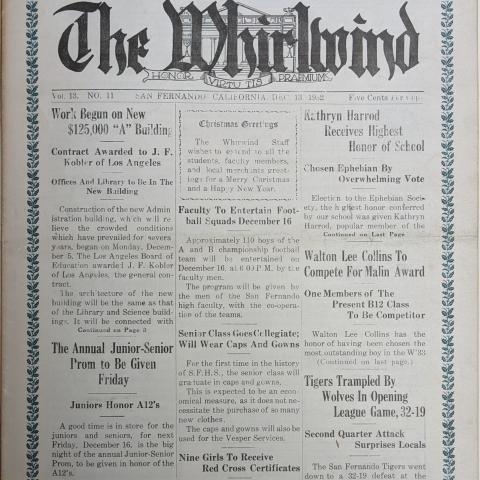 The Whirlwind
HONOR VIRTUTIS PRAEMIUM
Vol. 13. NO. 11 SAN FERNANDO CALIFORNIA, DEC 13 1932 Five Cents
Work Begun on New
$125,000 "A" Building
Contract Awarded to J. F.
Kobler of Los Angeles
Offices And Library to Be In The
New Building
Construction of the new Admin
istration building, which will re
lieve the crowded conditions
which have prevailed for several
years, began on Monday, Decem-
ber 5. The Los Angeles Board of
Education awarded J. F. Kobler
of Los Angeles, the general con-
tract.
The architecture of the new
building will be the same as that
of the Library and Science build-
ings. It will be connected with
Continued on Page 3
The Annual Junior-Senior
Prom to Be Given
Friday
Juniors Honor A12's
A good time is in store for the
juniors and seniors, for next
Friday, December 16, is the big
night of the annual Junior-Senior
Prom, to be given in honor of the
A12's.
Christmas Greetings
The Whirwind Staff
wishes to extend to all the
students, faculty members,
and local merchants greet-
ings for a Merry Christmas
and a Happy New Year.
Faculty To Entertain Foot-
ball Squads December 16
Approximately 110 boys of the
A and B championship football
team will be entertained on
December 16, at 6:00 P.M. by the
faculty men.
The program will be given by
the men of the San Fernando
high faculty, with the co-opera-
tion of the teams.
Senior Class Goes Collegiate;
Will Wear Caps And Gowns
For the first time in the history
of S.F.H.S., the senior class will
graduate in caps and gowns.
This is expected to be an econ-
omical measure, as it does not ne-
cessitate the purchase of so many
new clothes.
The caps and gowns will also be
used for the Vesper Services.
Nine Girls To Receive
Red Cross Certificates
Kathryn Harrod
Receives Highest
Honor of School
Chosen Ephebian By
Overwhelming Vote
Election to the Ephebian Socie-
ty, the highest honor conferred
by our school was given Kathryn
Harrod, popular member of the
Continued on Last Page
Walton Lee Collins To
Compete For Malin Award
One Members of The
Present B12 Class
To Be Competitor
Walton Lee Collins has the
honor of having been chosen the
most outstanding boy in the W'33
(Continued on last page.)
Tigers Trampled By
Wolves In Opening
League Game, 32-19
Second Quarter Attack
Surprises Locals
The San Fernando Tigers went
down to a 32-19 defeat at the